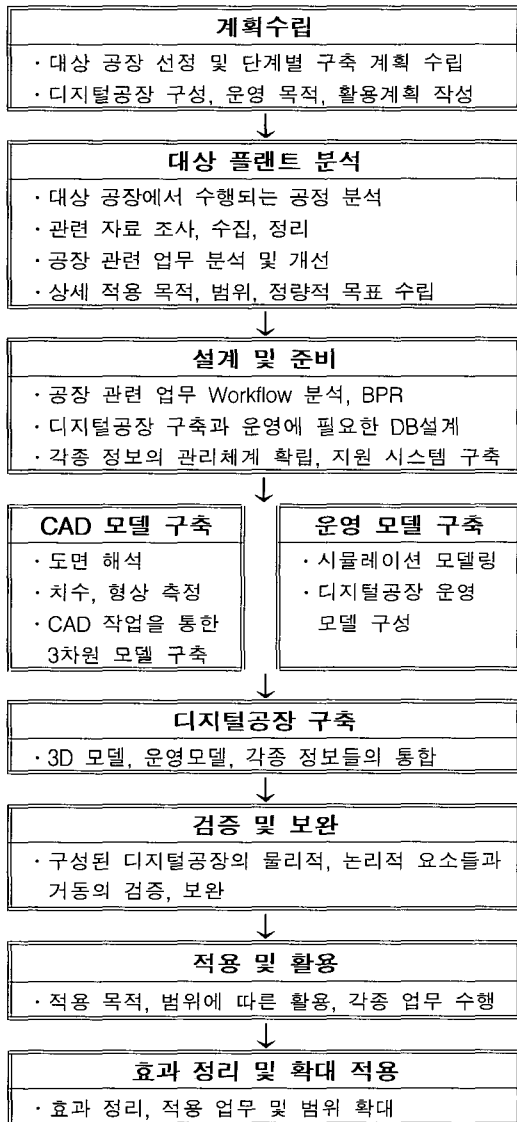 계획수립
· 대상 공장 선정 및 단계별 구축 계획 수립
· 디지털공장 구성, 운영 목적, 활용계획 작성
↓
대상 플랜트 분석
· 대상 공장에서 수행되는 공정 분석
· 관련 자료 조사, 수집, 정리
· 공장 관련 업무 분석 및 개선
· 상세 적용 목적, 범위, 정량적 목표 수립
↓
설계 및 준비
· 공장 관련 업무 Workflow 분석, BPR
· 디지털공장 구축과 운영에 필요한 DB설계
· 각종 정보의 관리체계 확립, 지원 시스템 구축
↓
CAD 모델 구축
· 도면 해석
· 치수, 형상 측정
· CAD 작업을 통한
3차원 모델 구축
운영 모델 구축
· 시뮬레이션 모델링
· 디지털공장 운영
모델 구성
↓
디지털공장 구축
· 3D 모델, 운영모델, 각종 정보들의 통합
↓
검증 및 보완
· 구성된 디지털공장의 물리적, 논리적 요소들과
거동의 검증, 보완
↓
적용 및 활용
· 적용 목적, 범위에 따른 활용, 각종 업무 수행
↓
효과 정리 및 확대 적용
· 효과 정리, 적용 업무 및 범위 확대